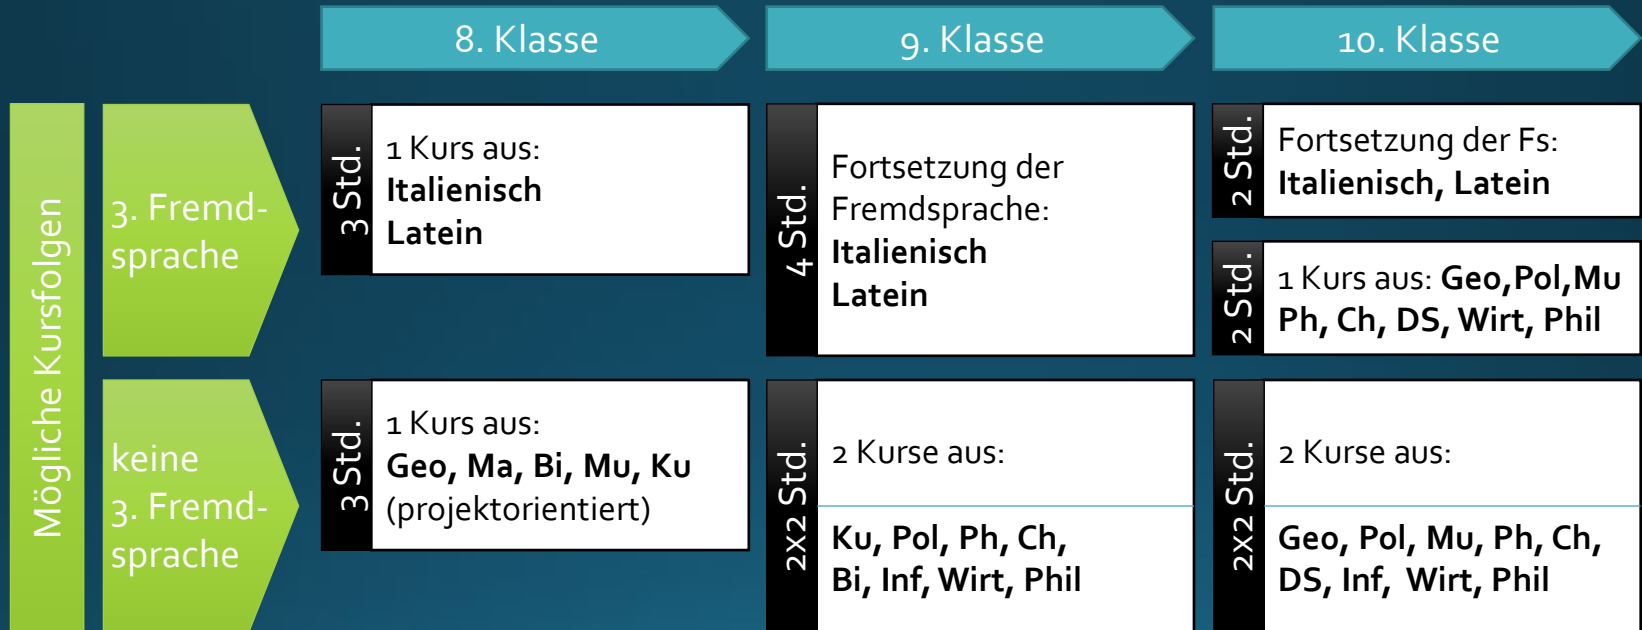 8. Klasse
9. Klasse
10. Klasse
Mögliche Kursfolgen
3. Fremd-
sprache
3 Std.
1 Kurs aus:
Italienisch
Latein
4 Std.
Fortsetzung der
Fremdsprache:
Italienisch
Latein
2 Std.
Fortsetzung der Fs:
Italienisch, Latein
2 Std.
1 Kurs aus: Geo,Pol,Mu
Ph, Ch, DS, Wirt, Phil
keine
3. Fremd-
sprache
3 Std.
1 Kurs aus:
Geo, Ma, Bi, Mu, Ku
(projektorientiert)
2x2 Std.
2 Kurse aus:
Ku, Pol, Ph, Ch,
Bi, Inf, Wirt, Phil
2x2 Std.
2 Kurse aus:
Geo, Pol, Mu, Ph, Ch,
DS, Inf, Wirt, Phil